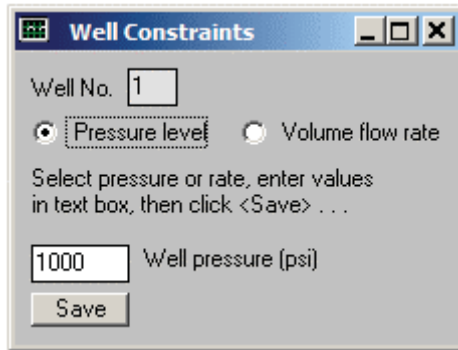 Well Constraints
Well No. 1
Pressure level Volume flow rate
Select pressure or rate, enter values
in text box, then click <Save> . . .
1000 Well pressure (psi)
Save